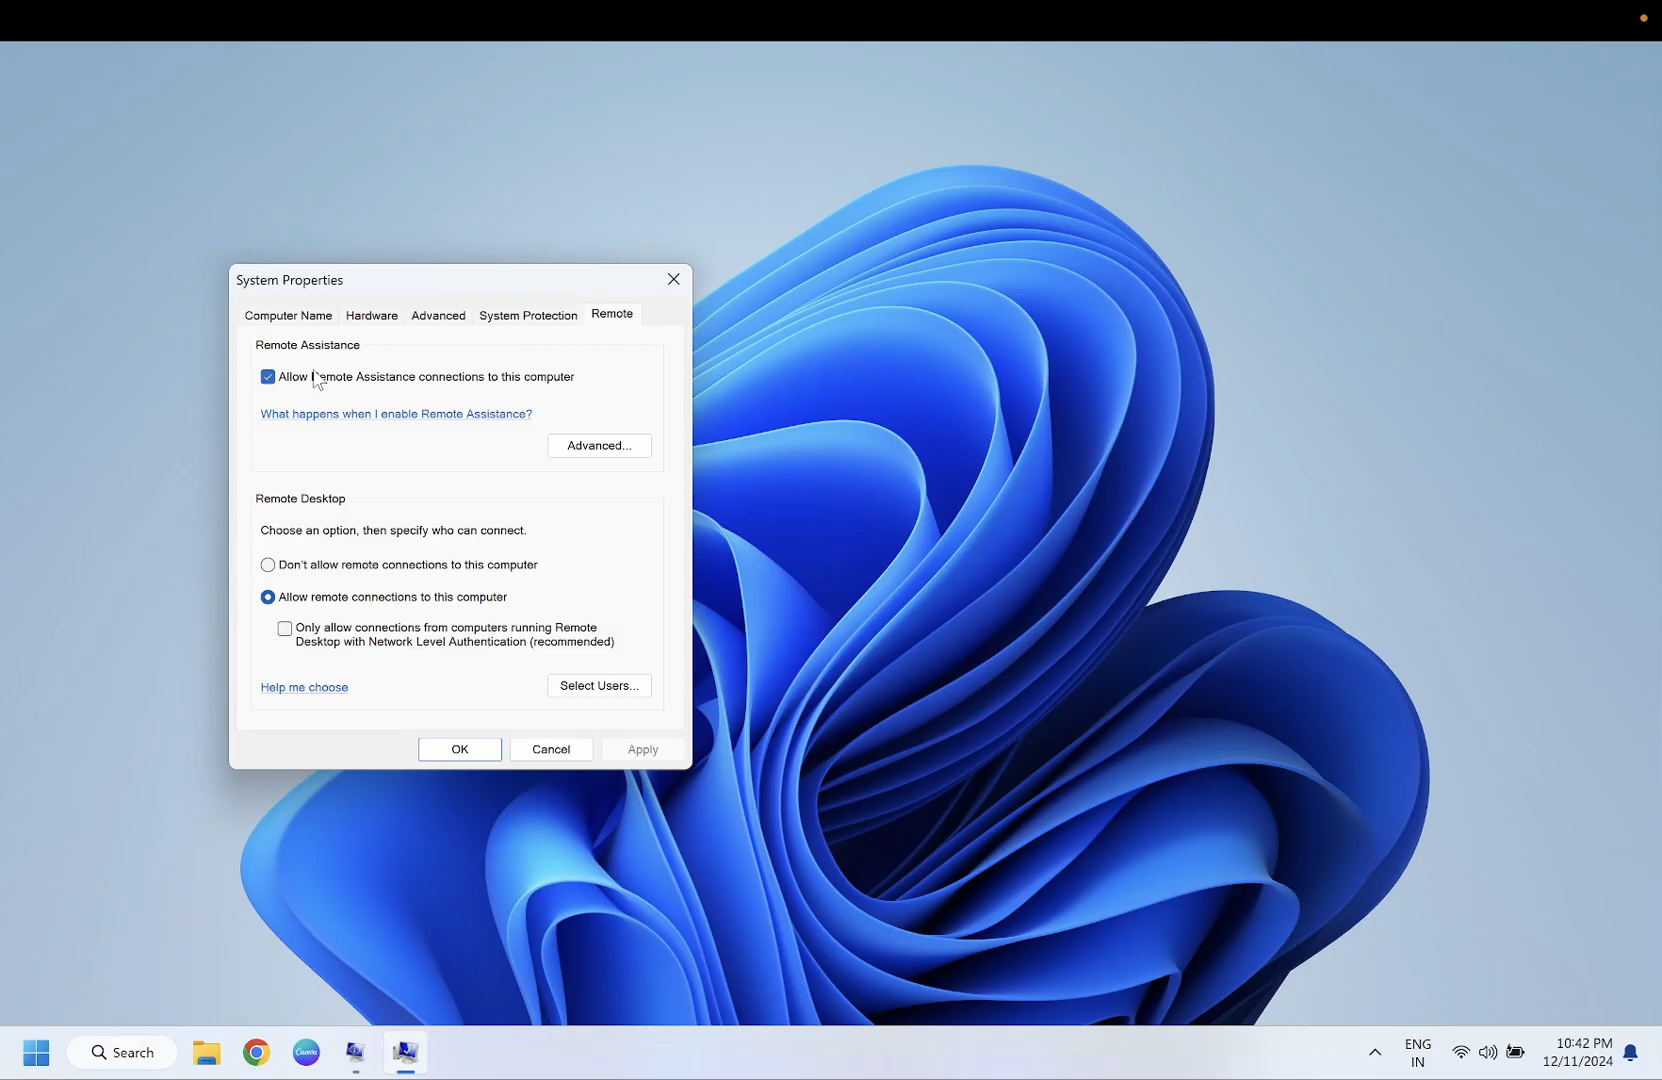 System Properties
Computer Name
Hardware
Advanced
System Protection
Remote
Remote Assistance
Allow Remote Assistance connections to this computer
What happens when I enable Remote Assistance?
Advanced...
Remote Desktop
Choose an option, then specify who can connect.
Don't allow remote connections to this computer
Allow remote connections to this computer
Only allow connections from computers running Remote
Desktop with Network Level Authentication (recommended)
Help me choose
Select Users...
OK
Cancel
Apply
Search
Canva
ENG
IN
10:42 PM
12/11/2024